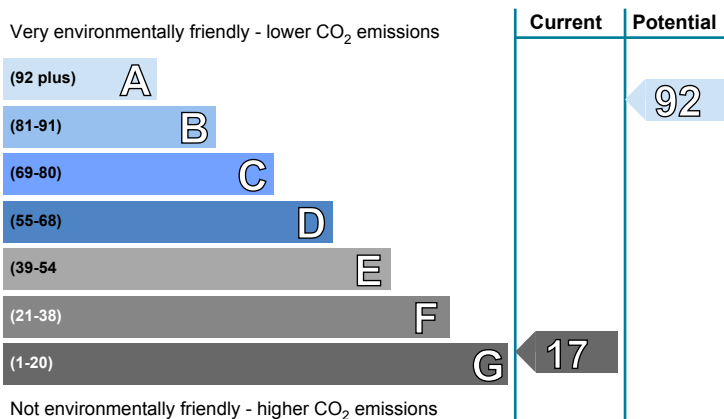 Current Potential
Very environmentally friendly - lower CO2 emissions
(92 plus) A
92
(81-91) B
(69-80) C
(55-68) D
(39-54 E
(21-38) F
(1-20) G 17
Not environmentally friendly - higher CO2 emissions